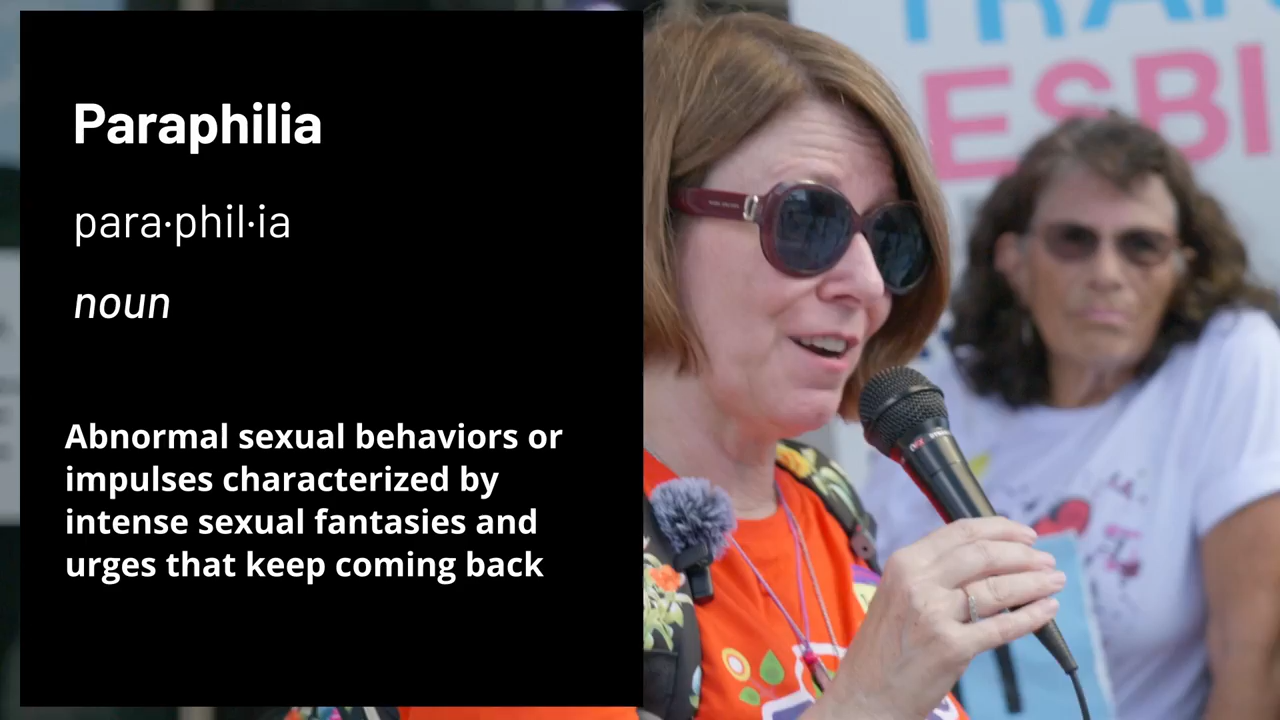 Paraphilia
para·phil·ia
noun
Abnormal sexual behaviors or
impulses characterized by
intense sexual fantasies and
urges that keep coming back